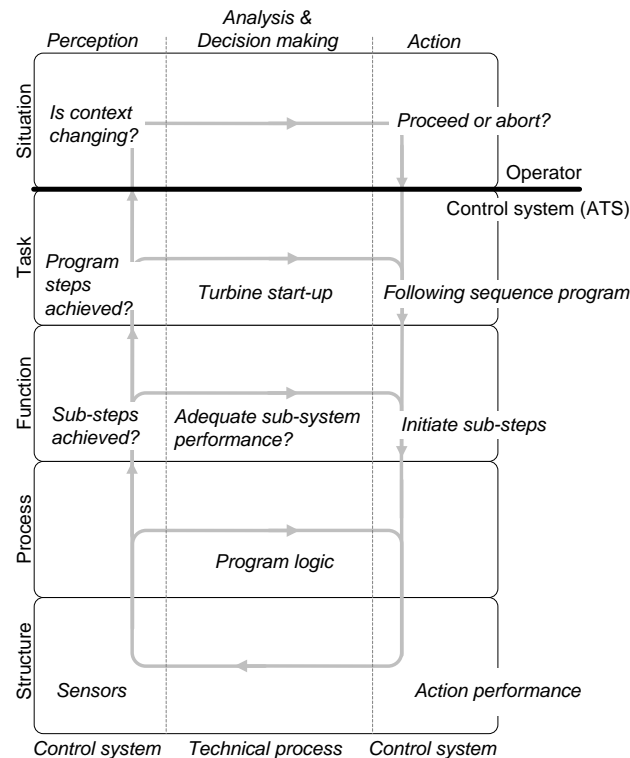 Analysis &
Perception Decision making Action
Situation
Is context
changing?
Proceed or abort?
Operator
Control system (ATS)
Task
Program
steps
achieved?
Turbine start-up
Following sequence program
Function
Sub-steps
achieved?
Adequate sub-system
performance?
Initiate sub-steps
Process
Program logic
Structure
Sensors
Action performance
Control system Technical process Control system